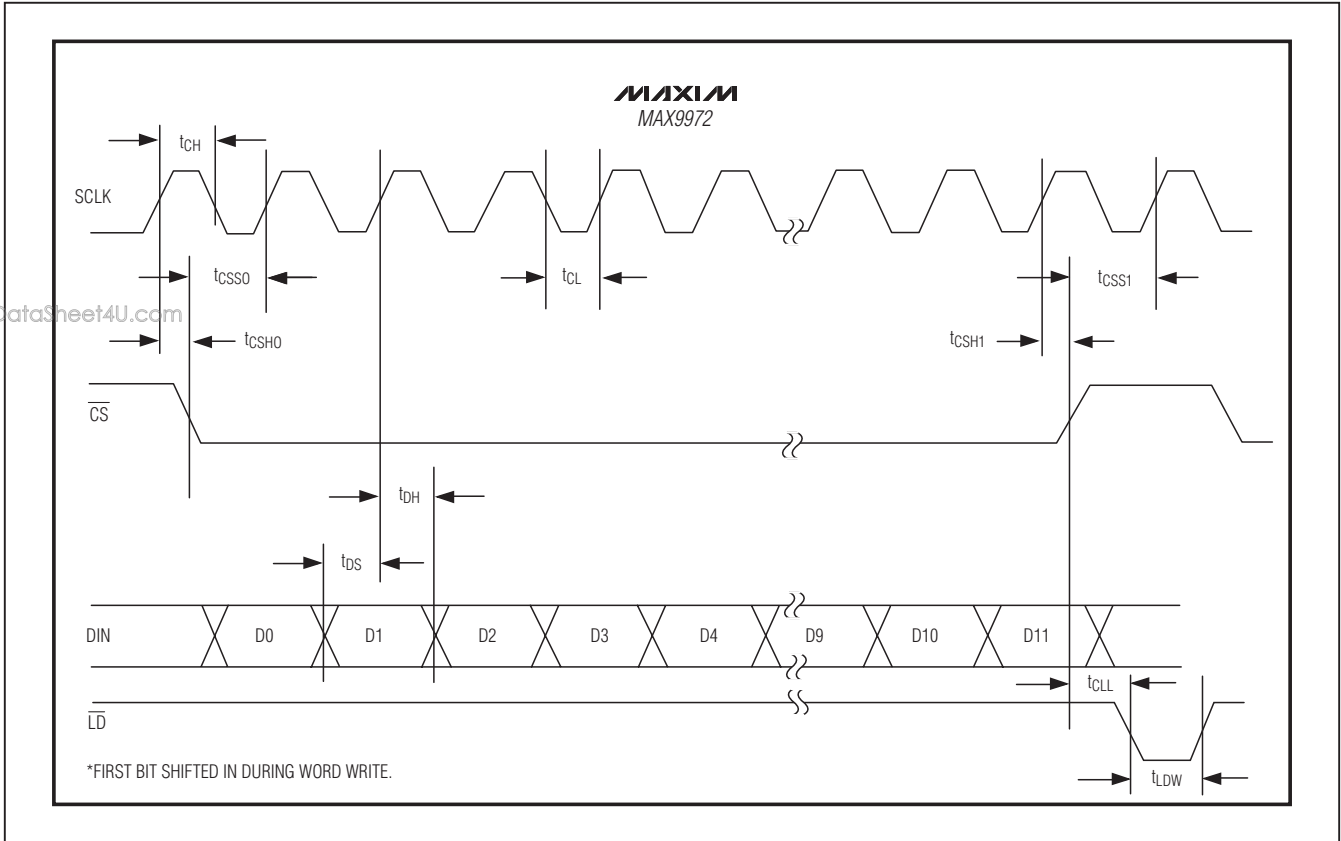 MAXIM
MAX9972
tCH
SCLK
tCSS0
tCL
tCSS1
DataSheet4U.com
tCSH0
tCSH1
CS
tDH
tDS
DIN
D0 D1 D2 D3 D4 D9 D10 D11
tCLL
LD
*FIRST BIT SHIFTED IN DURING WORD WRITE.
tLDW